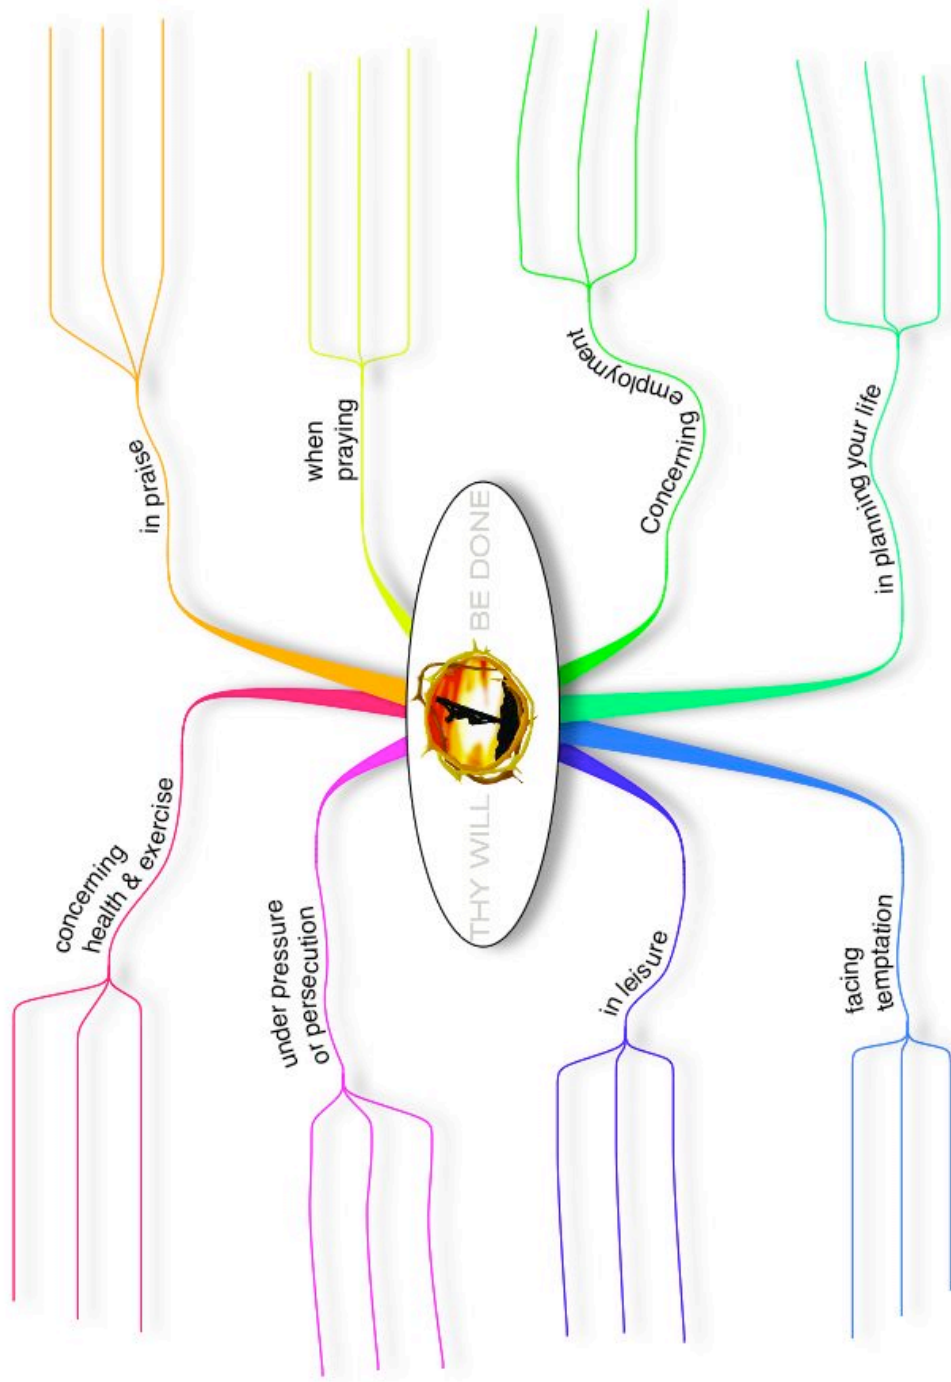 THY WILL BE DONE
in praise
when
praying
Concerning employment
in planning your life
facing
temptation
in leisure
under pressure
or persecution
concerning
health & exercise